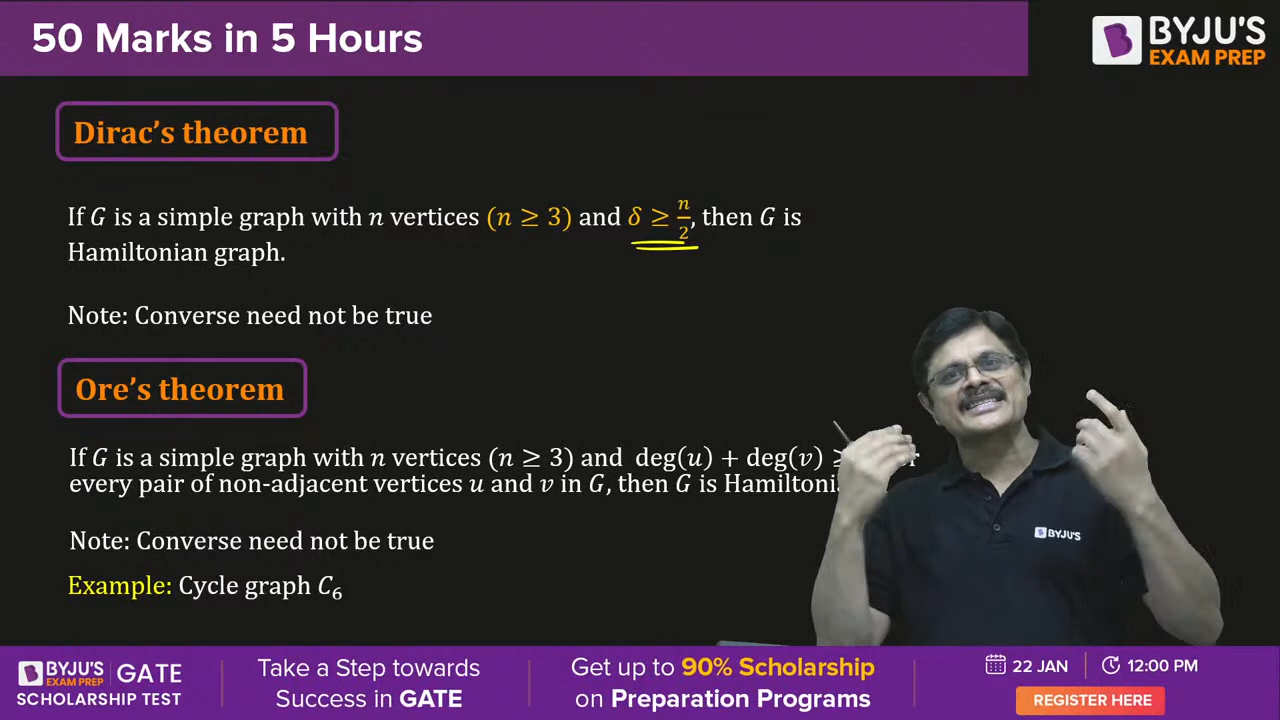 50 Marks in 5 Hours
BYJU'S
EXAM PREP
Dirac's theorem
If G is a simple graph with n vertices (n ≥ 3) and δ ≥ n/2, then G is
Hamiltonian graph.
Note: Converse need not be true
Ore's theorem
If G is a simple graph with n vertices (n ≥ 3) and deg(u) + deg(v) ≥
every pair of non-adjacent vertices u and v in G, then G is
Note: Converse need not be true
Example: Cycle graph C₆
BYJU'S
BYJU'S
EXAM PREP
GATE
SCHOLARSHIP TEST
Take a Step towards
Success in GATE
Get up to 90% Scholarship
on Preparation Programs
22 JAN
12:00 PM
REGISTER HERE